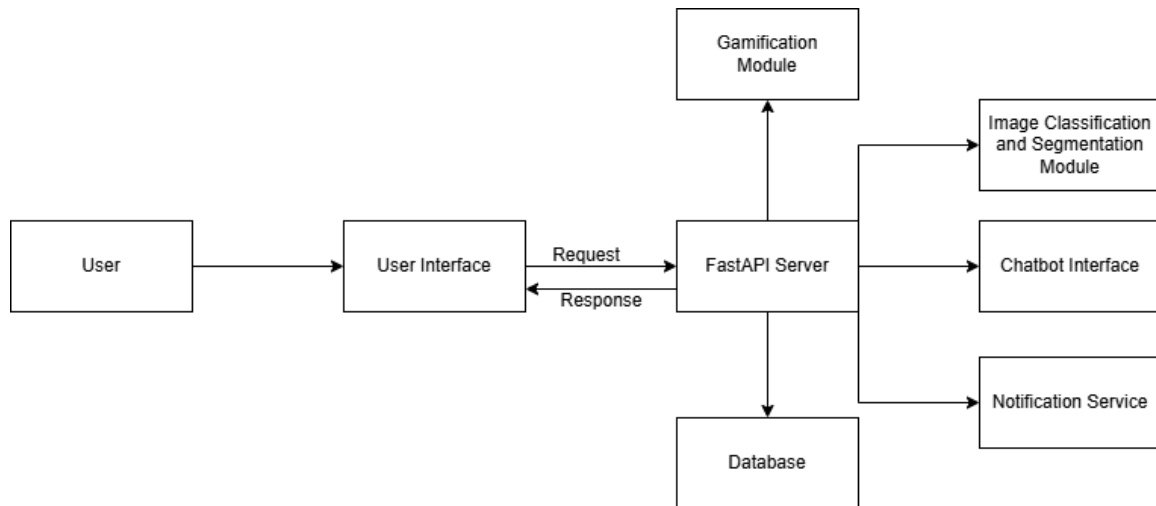 Gamification
Module
Image Classification
and Segmentation
Module
User
User Interface
Request
Response
FastAPI Server
Chatbot Interface
Notification Service
Database